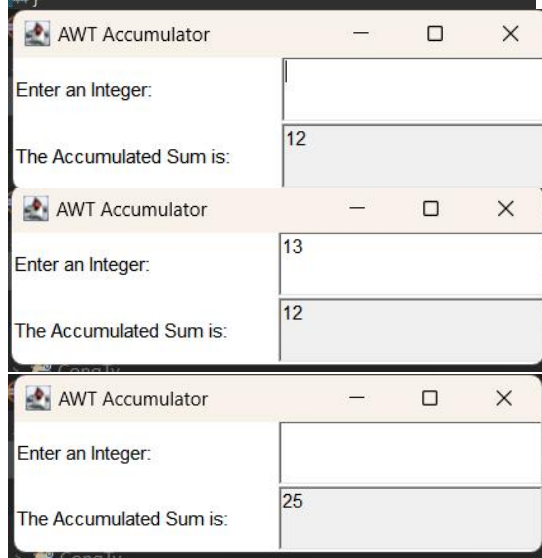 AWT Accumulator
Enter an Integer:
The Accumulated Sum is:
12
AWT Accumulator
Enter an Integer:
13
The Accumulated Sum is:
12
AWT Accumulator
Enter an Integer:
The Accumulated Sum is:
25